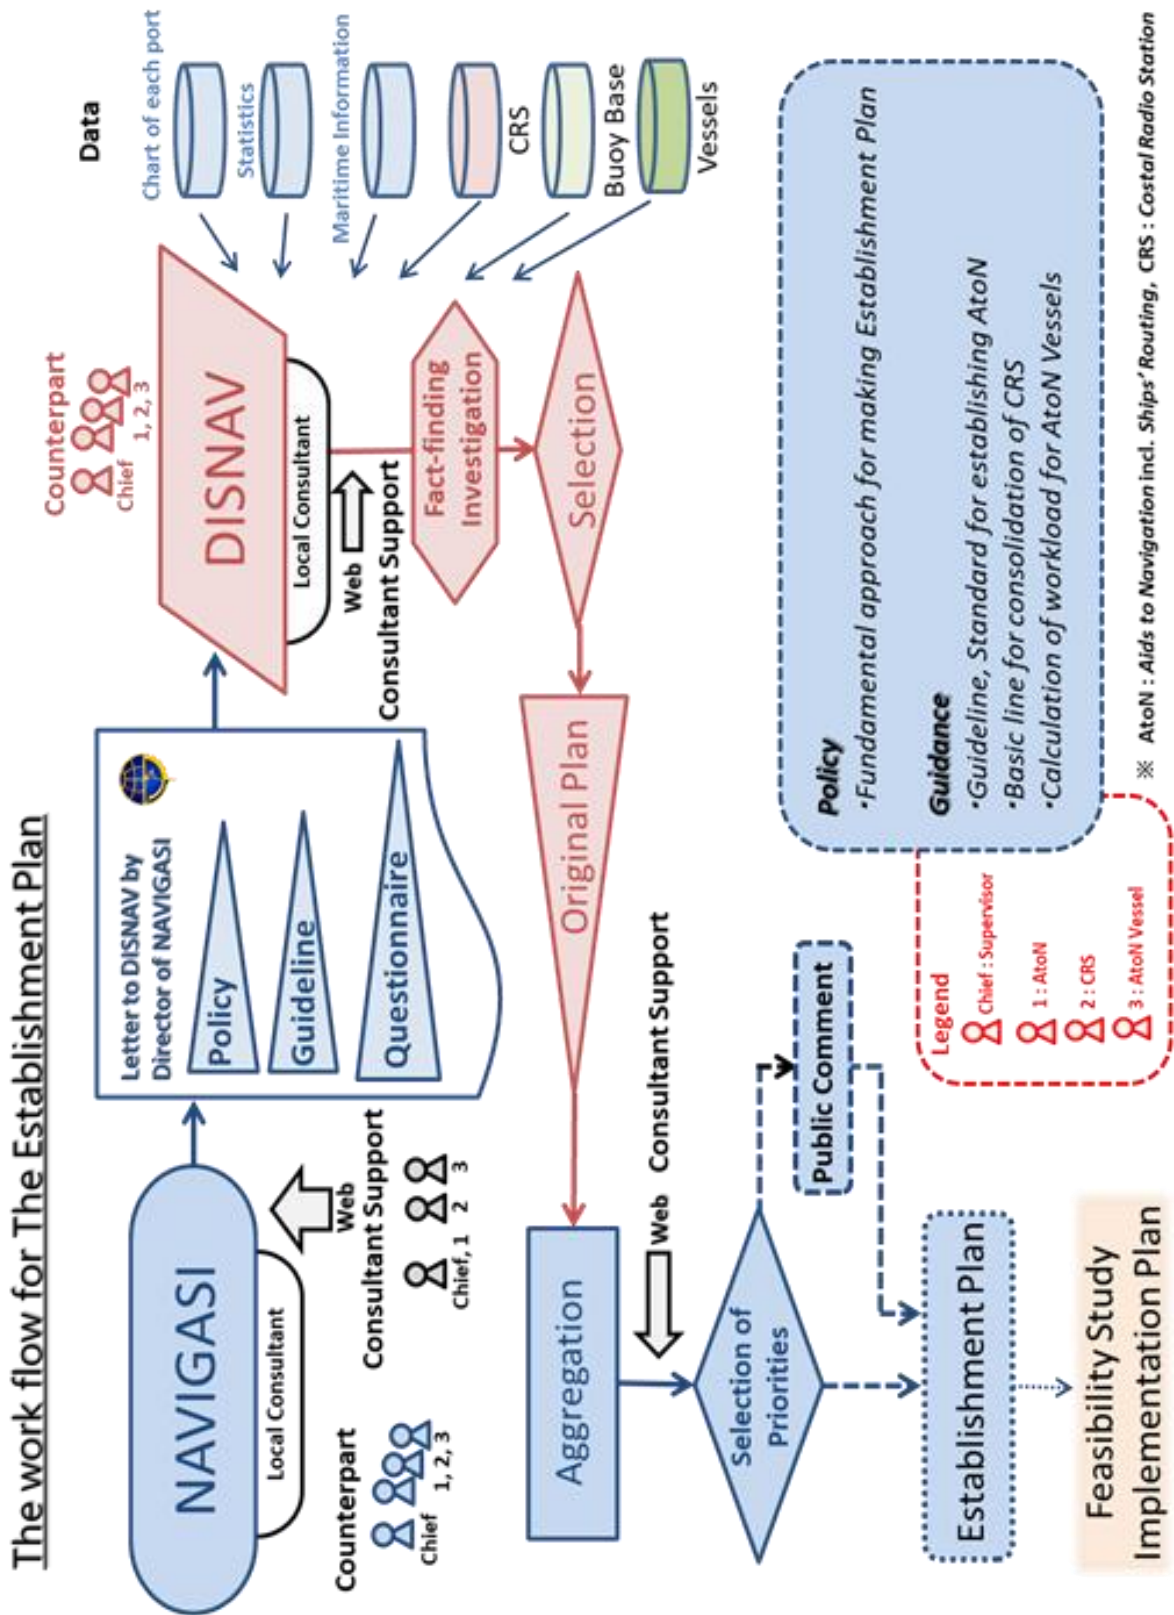 The work flow for The Establishment Plan
NAVIGASI
Local Consultant
Web
Consultant Support
Chief, 1 2 3
Counterpart
Chief 1, 2, 3
Letter to DISNAV by
Director of NAVIGASI
Policy
Guideline
Questionnaire
Counterpart
Chief 1, 2, 3
DISNAV
Local Consultant
Web
Consultant Support
Data
Chart of each port
Statistics
Maritime Information
CRS
Buoy Base
Vessels
Fact-finding
Investigation
Selection
Original Plan
Aggregation
Web Consultant Support
Selection of
Priorities
Public Comment
Establishment Plan
Feasibility Study
Implementation Plan
Legend
Chief : Supervisor
1 : AtoN
2 : CRS
3 : AtoN Vessel
Policy
•Fundamental approach for making Establishment Plan
Guidance
•Guideline, Standard for establishing AtoN
•Basic line for consolidation of CRS
•Calculation of workload for AtoN Vessels
※ AtoN : Aids to Navigation incl. Ships' Routing, CRS : Costal Radio Station